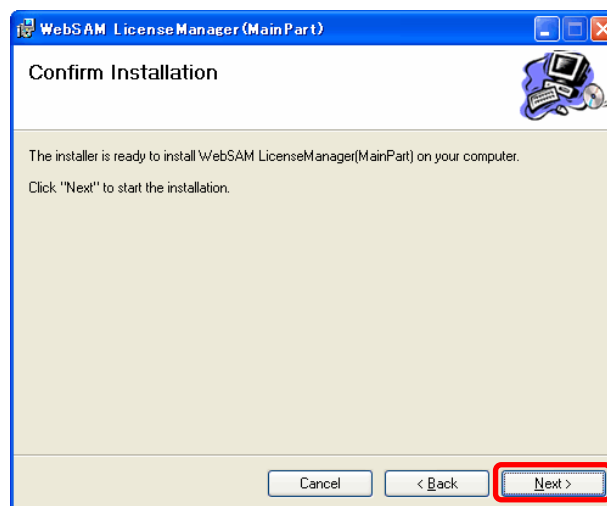 WebSAM LicenseManager(MainPart)
Confirm Installation
The installer is ready to install WebSAM LicenseManager(MainPart) on your computer.
Click "Next" to start the installation.
Cancel
< Back
Next >